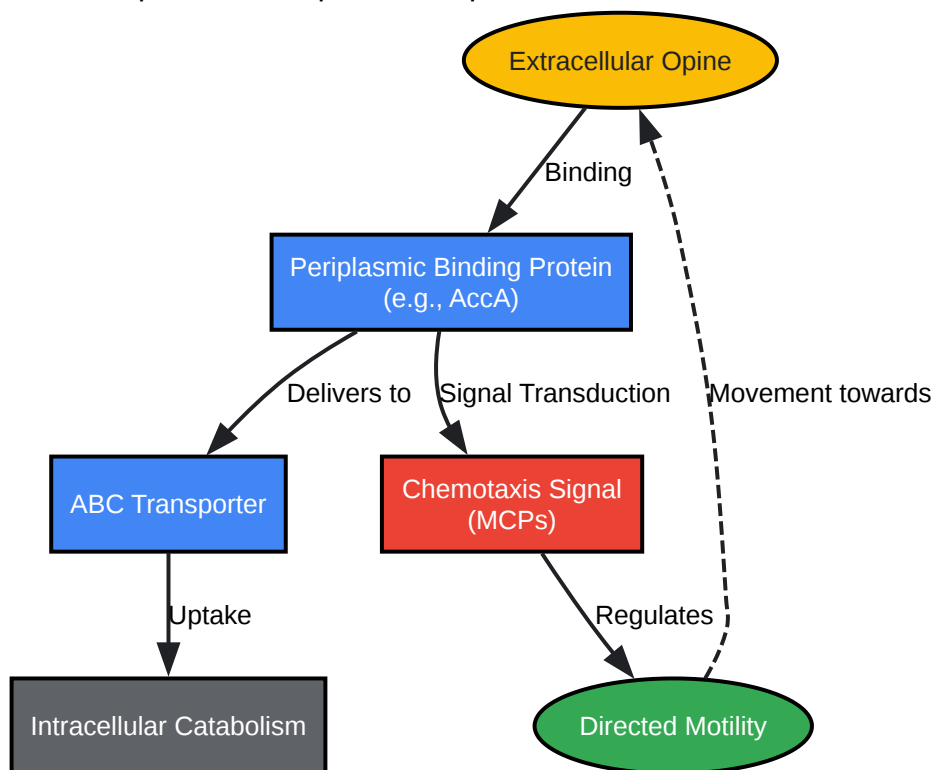 Extracellular Opine
Binding
Periplasmic Binding Protein
(e.g., AccA)
Delivers to
Signal Transduction
Movement towards
ABC Transporter
Chemotaxis Signal
(MCPs)
Uptake
Regulates
Intracellular Catabolism
Directed Motility